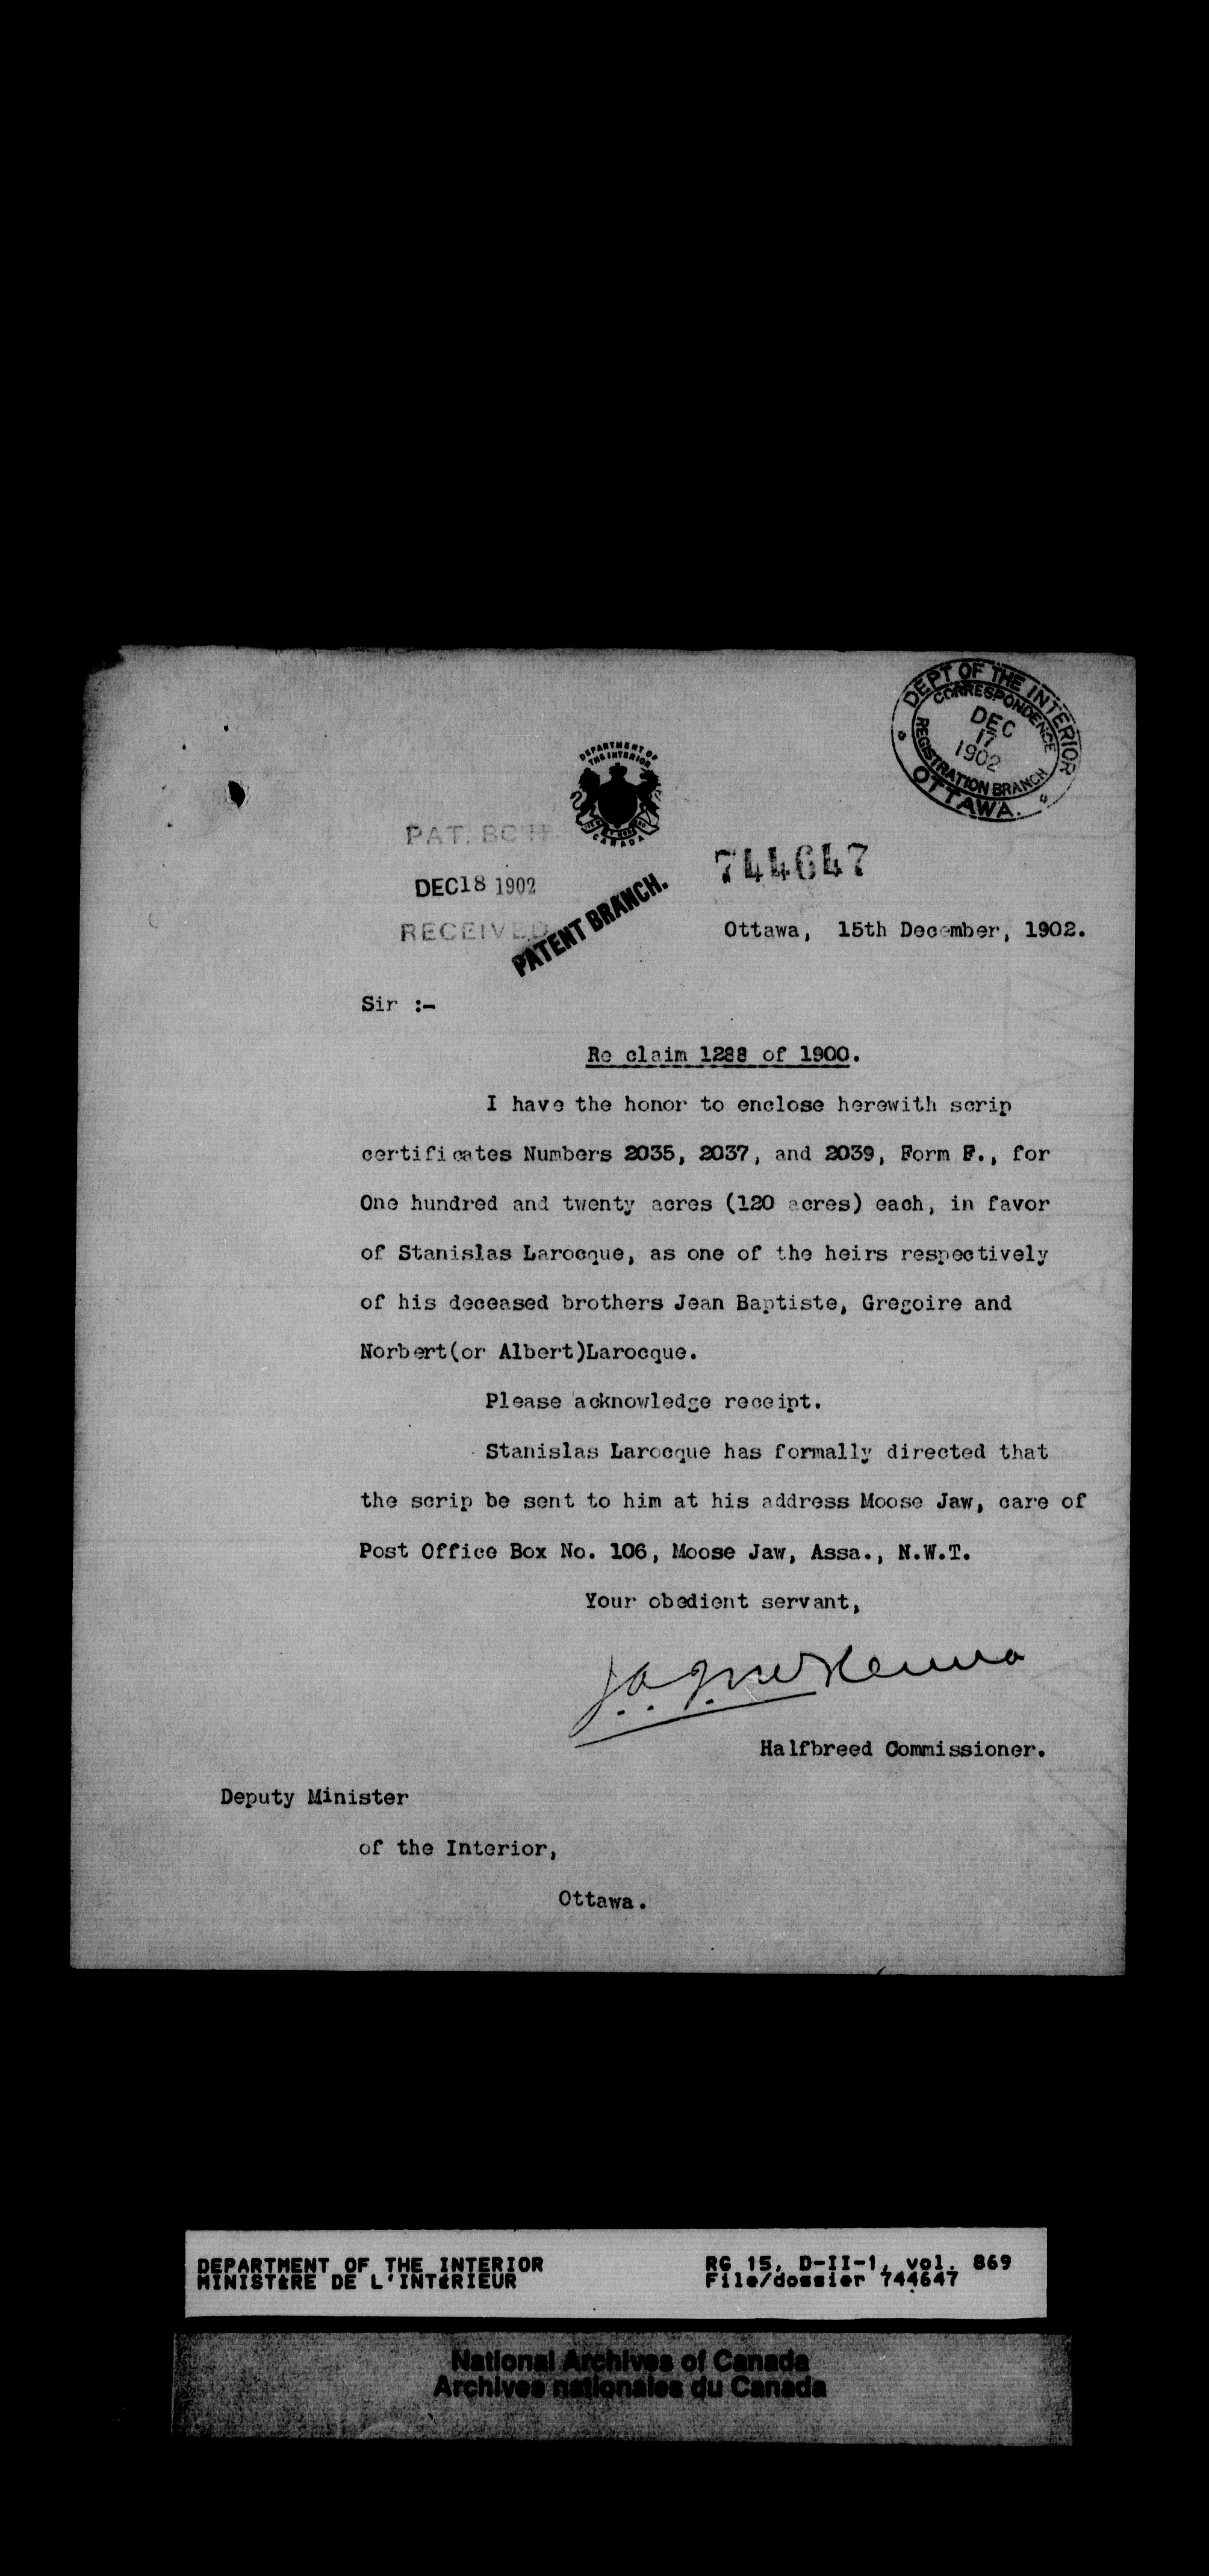 DEPT OF THE INTERIOR
CORRESPONDENCE
DEC
17
1902
REGISTRATION BRANCH
OTTAWA.
DEPARTMENT OF
THE INTERIOR
CANADA
PAT. BCH
744647
DEC 18 1902
RECEIVED
PATENT BRANCH.
Ottawa, 15th December, 1902.
Sir :-
Re claim 1288 of 1900.
I have the honor to enclose herewith scrip
certificates Numbers 2035, 2037, and 2039, Form F., for
One hundred and twenty acres (120 acres) each, in favor
of Stanislas Larocque, as one of the heirs respectively
of his deceased brothers Jean Baptiste, Gregoire and
Norbert(or Albert)Larocque.
Please acknowledge receipt.
Stanislas Larocque has formally directed that
the scrip be sent to him at his address Moose Jaw, care of
Post Office Box No. 106, Moose Jaw, Assa., N.W.T.
Your obedient servant,
J.A.J. McKenna
Halfbreed Commissioner.
Deputy Minister
of the Interior,
Ottawa.
DEPARTMENT OF THE INTERIOR RG 15, D-II-1, vol. 869
MINISTÈRE DE L'INTÉRIEUR File/dossier 744647
National Archives of Canada
Archives nationales du Canada